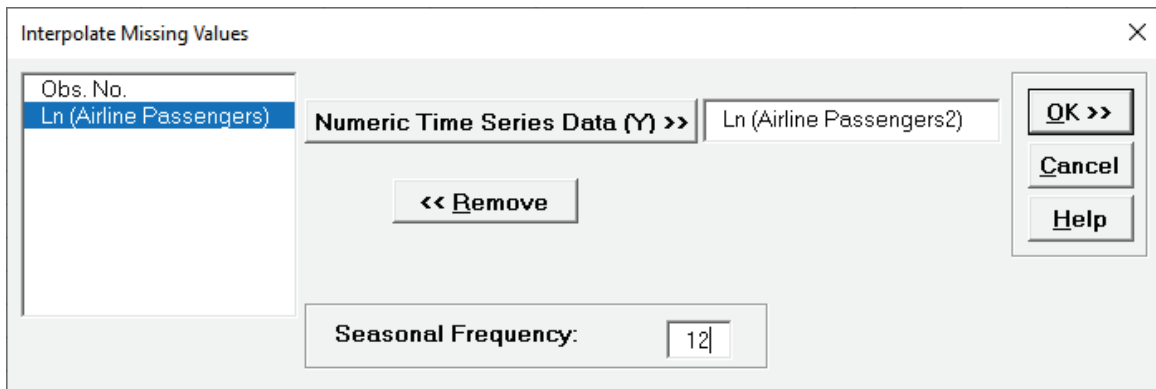 Interpolate Missing Values
Obs. No.
Ln (Airline Passengers)
Numeric Time Series Data (Y) >>
Ln (Airline Passengers2)
<< Remove
OK >>
Cancel
Help
Seasonal Frequency:
12